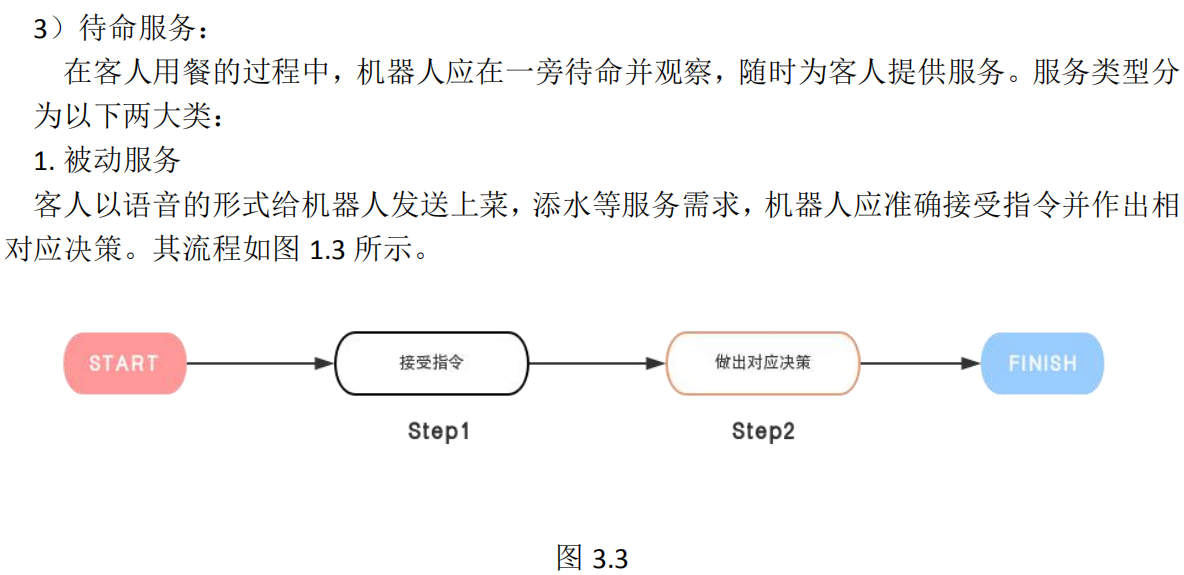 3）待命服务：
在客人用餐的过程中，机器人应在一旁待命并观察，随时为客人提供服务。服务类型分
为以下两大类：
1. 被动服务
客人以语音的形式给机器人发送上菜，添水等服务需求，机器人应准确接受指令并作出相
对应决策。其流程如图 1.3 所示。
START
接受指令
做出对应决策
FINISH
Step1
Step2
图 3.3